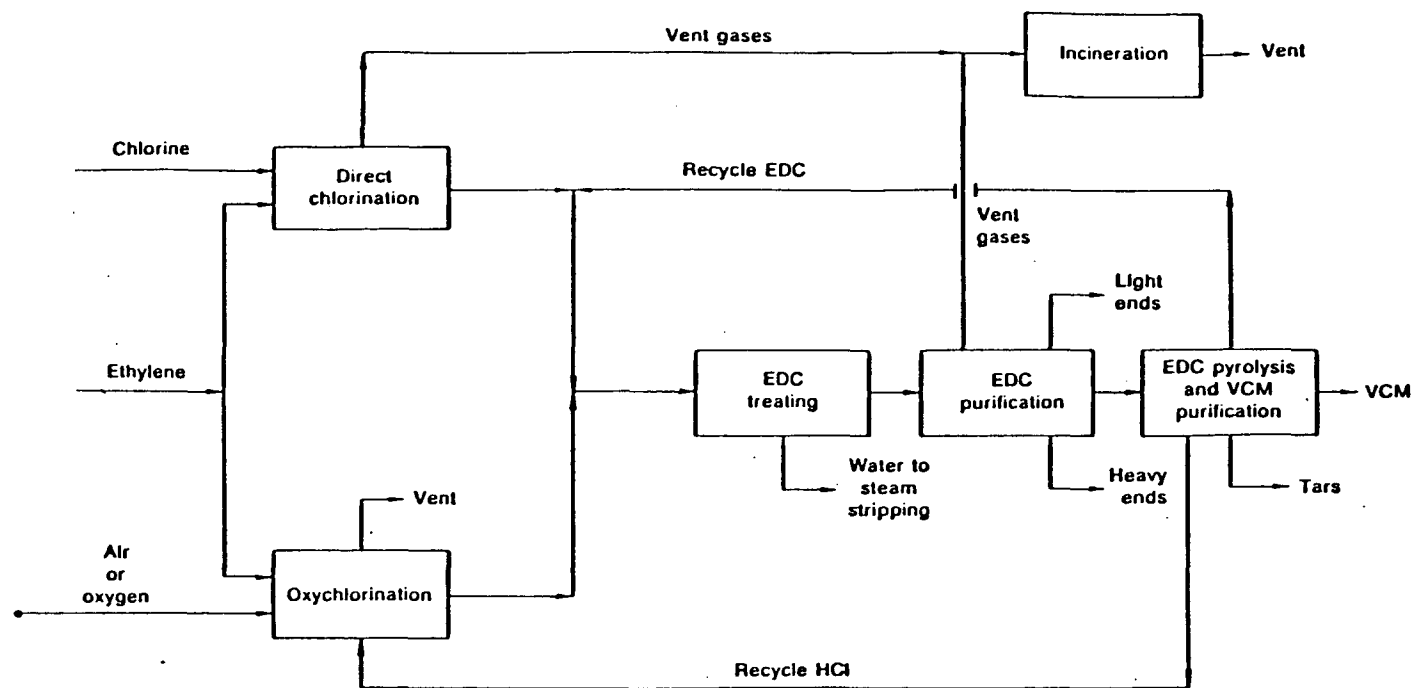 Vent gases
Incineration
Vent
Chlorine
Direct
chlorination
Recycle EDC
Vent
gases
Light
ends
Ethylene
EDC
treating
EDC
purification
EDC pyrolysis
and VCM
purification
VCM
Water to
steam
stripping
Heavy
ends
Tars
Vent
Air
or
oxygen
Oxychlorination
Recycle HCl